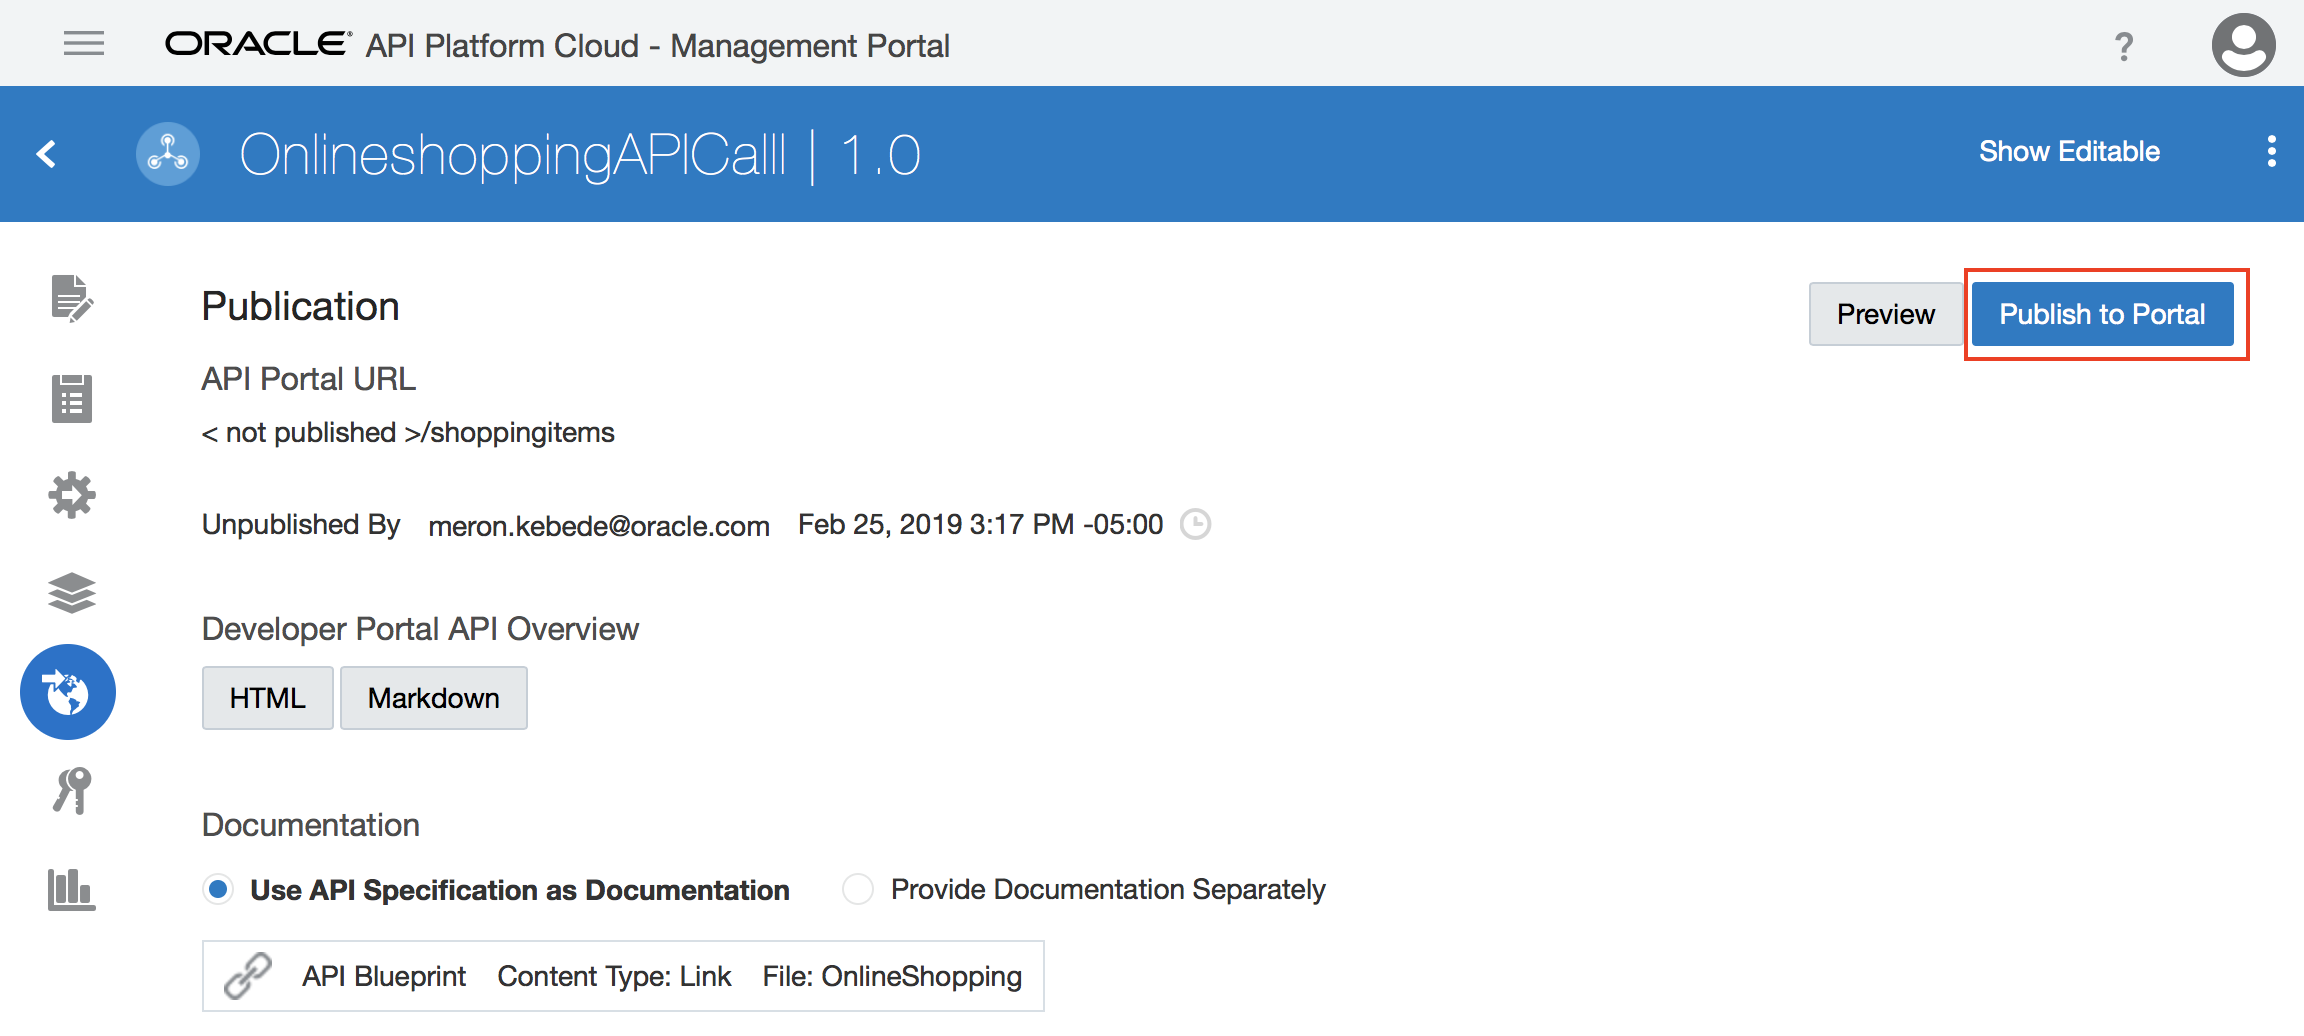 ORACLE® API Platform Cloud - Management Portal ?
OnlineshoppingAPICalll | 1.0 Show Editable
Publication Preview Publish to Portal
API Portal URL
< not published >/shoppingitems
Unpublished By meron.kebede@oracle.com Feb 25, 2019 3:17 PM -05:00
Developer Portal API Overview
HTML Markdown
Documentation
Use API Specification as Documentation Provide Documentation Separately
API Blueprint Content Type: Link File: OnlineShopping